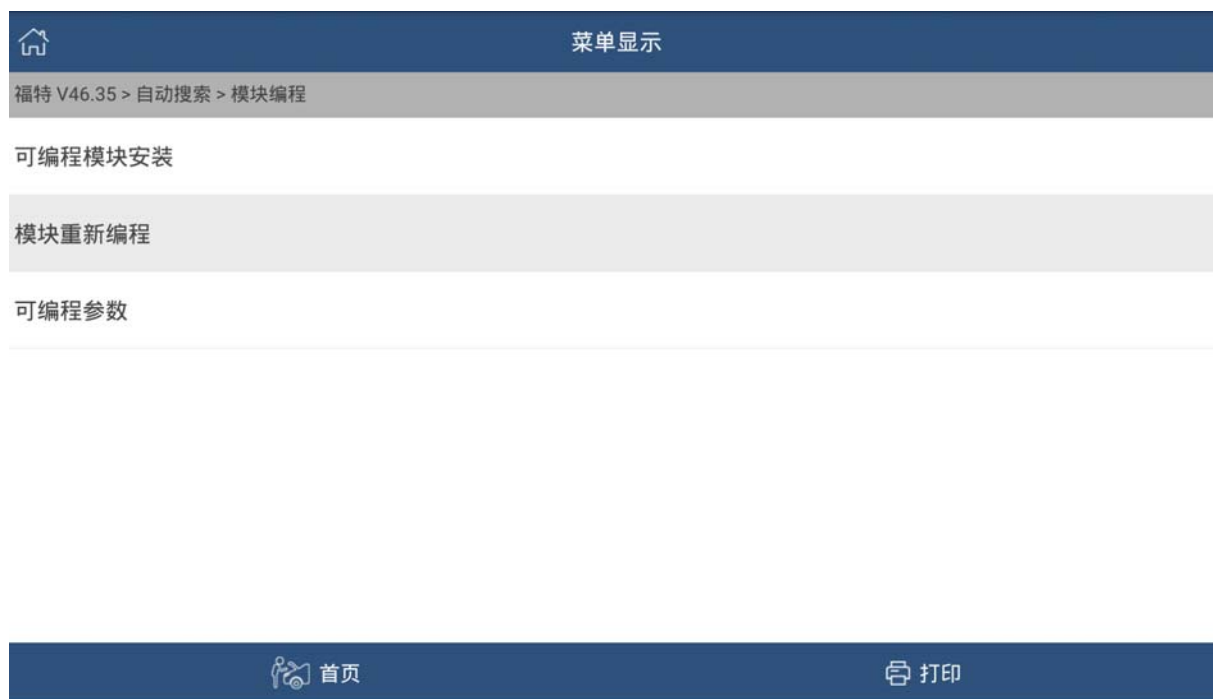 菜单显示
福特 V46.35 > 自动搜索 > 模块编程
可编程模块安装
模块重新编程
可编程参数
首页
打印